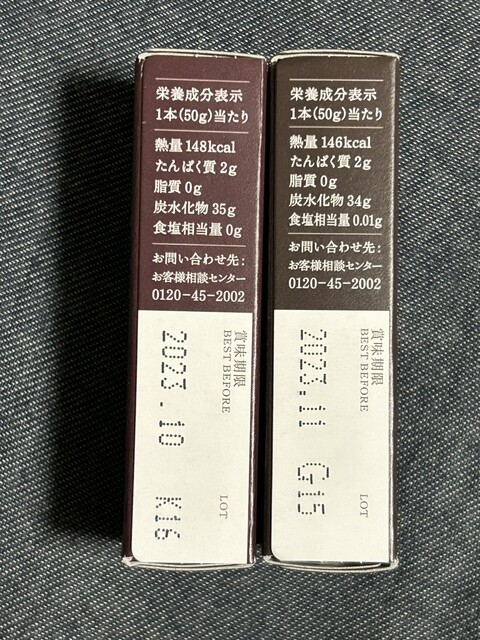 栄養成分表示
1本(50g)当たり
熱量 148kcal
たんぱく質 2g
脂質 0g
炭水化物 35g
食塩相当量 0g
お問い合わせ先:
お客様相談センター
0120-45-2002
賞味期限
BEST BEFORE
2023.10
LOT
K16
栄養成分表示
1本(50g)当たり
熱量 146kcal
たんぱく質 2g
脂質 0g
炭水化物 34g
食塩相当量 0.01g
お問い合わせ先:
お客様相談センター
0120-45-2002
賞味期限
BEST BEFORE
2023.11
LOT
G15